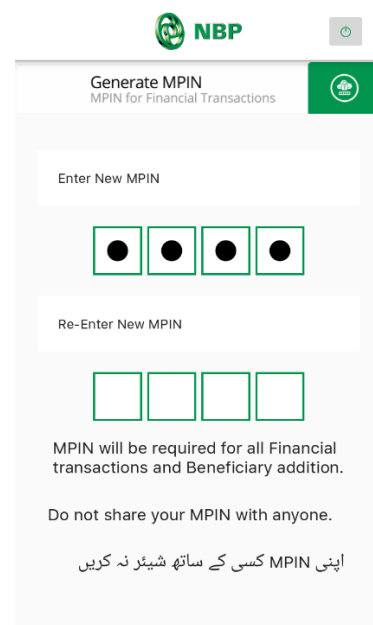 NBP
Generate MPIN
MPIN for Financial Transactions
Enter New MPIN
Re-Enter New MPIN
MPIN will be required for all Financial
transactions and Beneficiary addition.
Do not share your MPIN with anyone.
اپنی MPIN کسی کے ساتھ شیئر نہ کریں